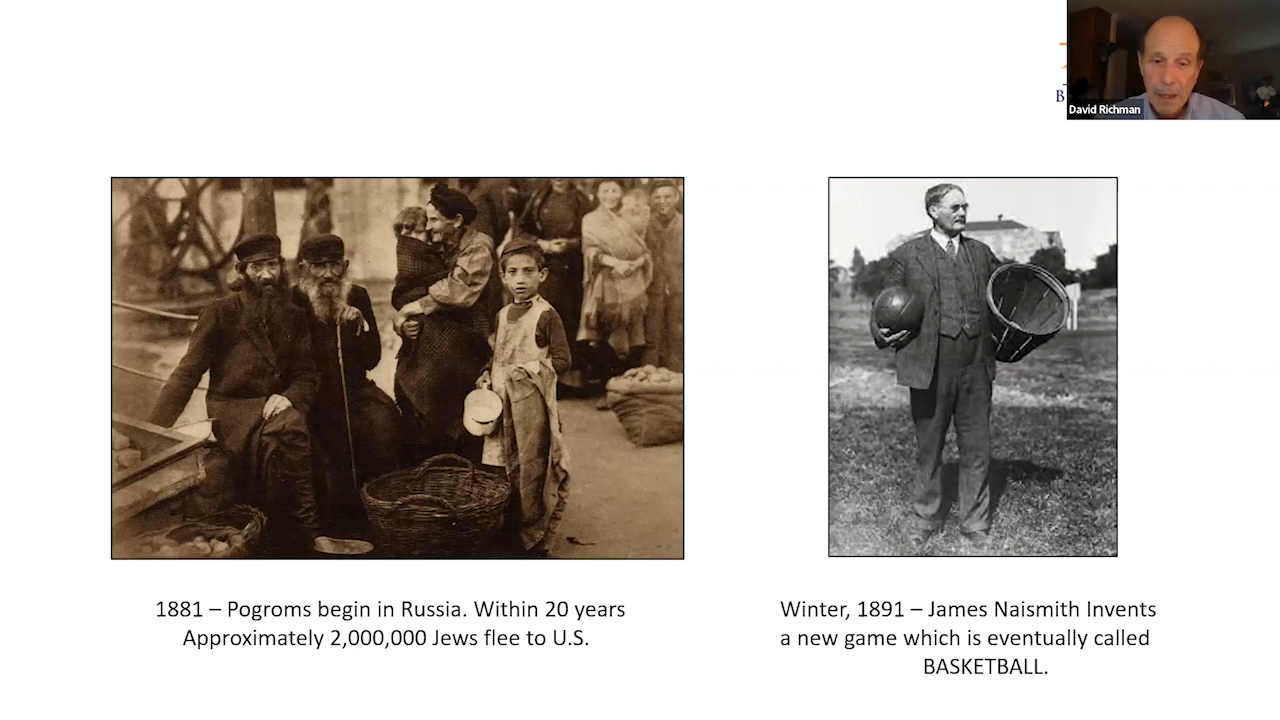 David Richman
1881 – Pogroms begin in Russia. Within 20 years
Approximately 2,000,000 Jews flee to U.S.
Winter, 1891 – James Naismith Invents
a new game which is eventually called
BASKETBALL.